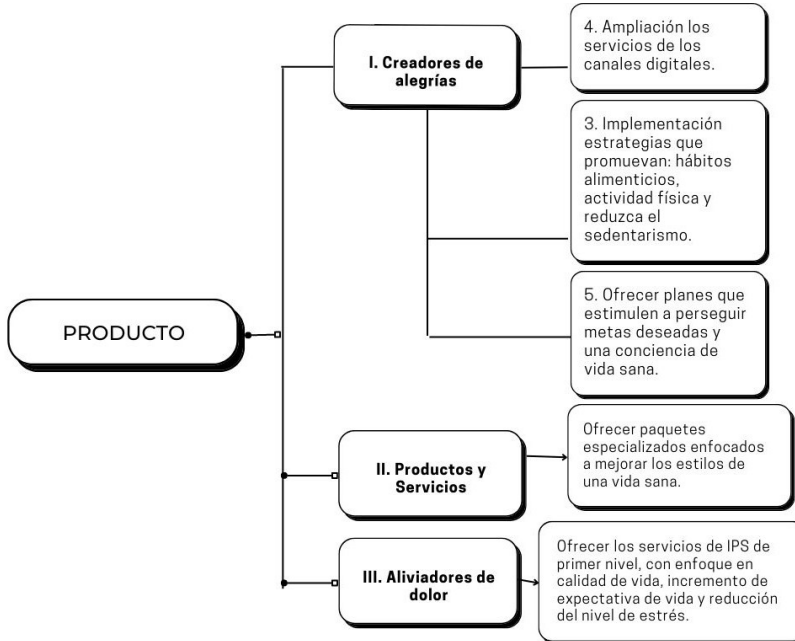 PRODUCTO
I. Creadores de
alegrías
4. Ampliación los
servicios de los
canales digitales.
3. Implementación
estrategias que
promuevan: hábitos
alimenticios,
actividad física y
reduzca el
sedentarismo.
5. Ofrecer planes que
estimulen a perseguir
metas deseadas y
una conciencia de
vida sana.
II. Productos y
Servicios
Ofrecer paquetes
especializados enfocados
a mejorar los estilos de
una vida sana.
III. Aliviadores de
dolor
Ofrecer los servicios de IPS de
primer nivel, con enfoque en
calidad de vida, incremento de
expectativa de vida y reducción
del nivel de estrés.